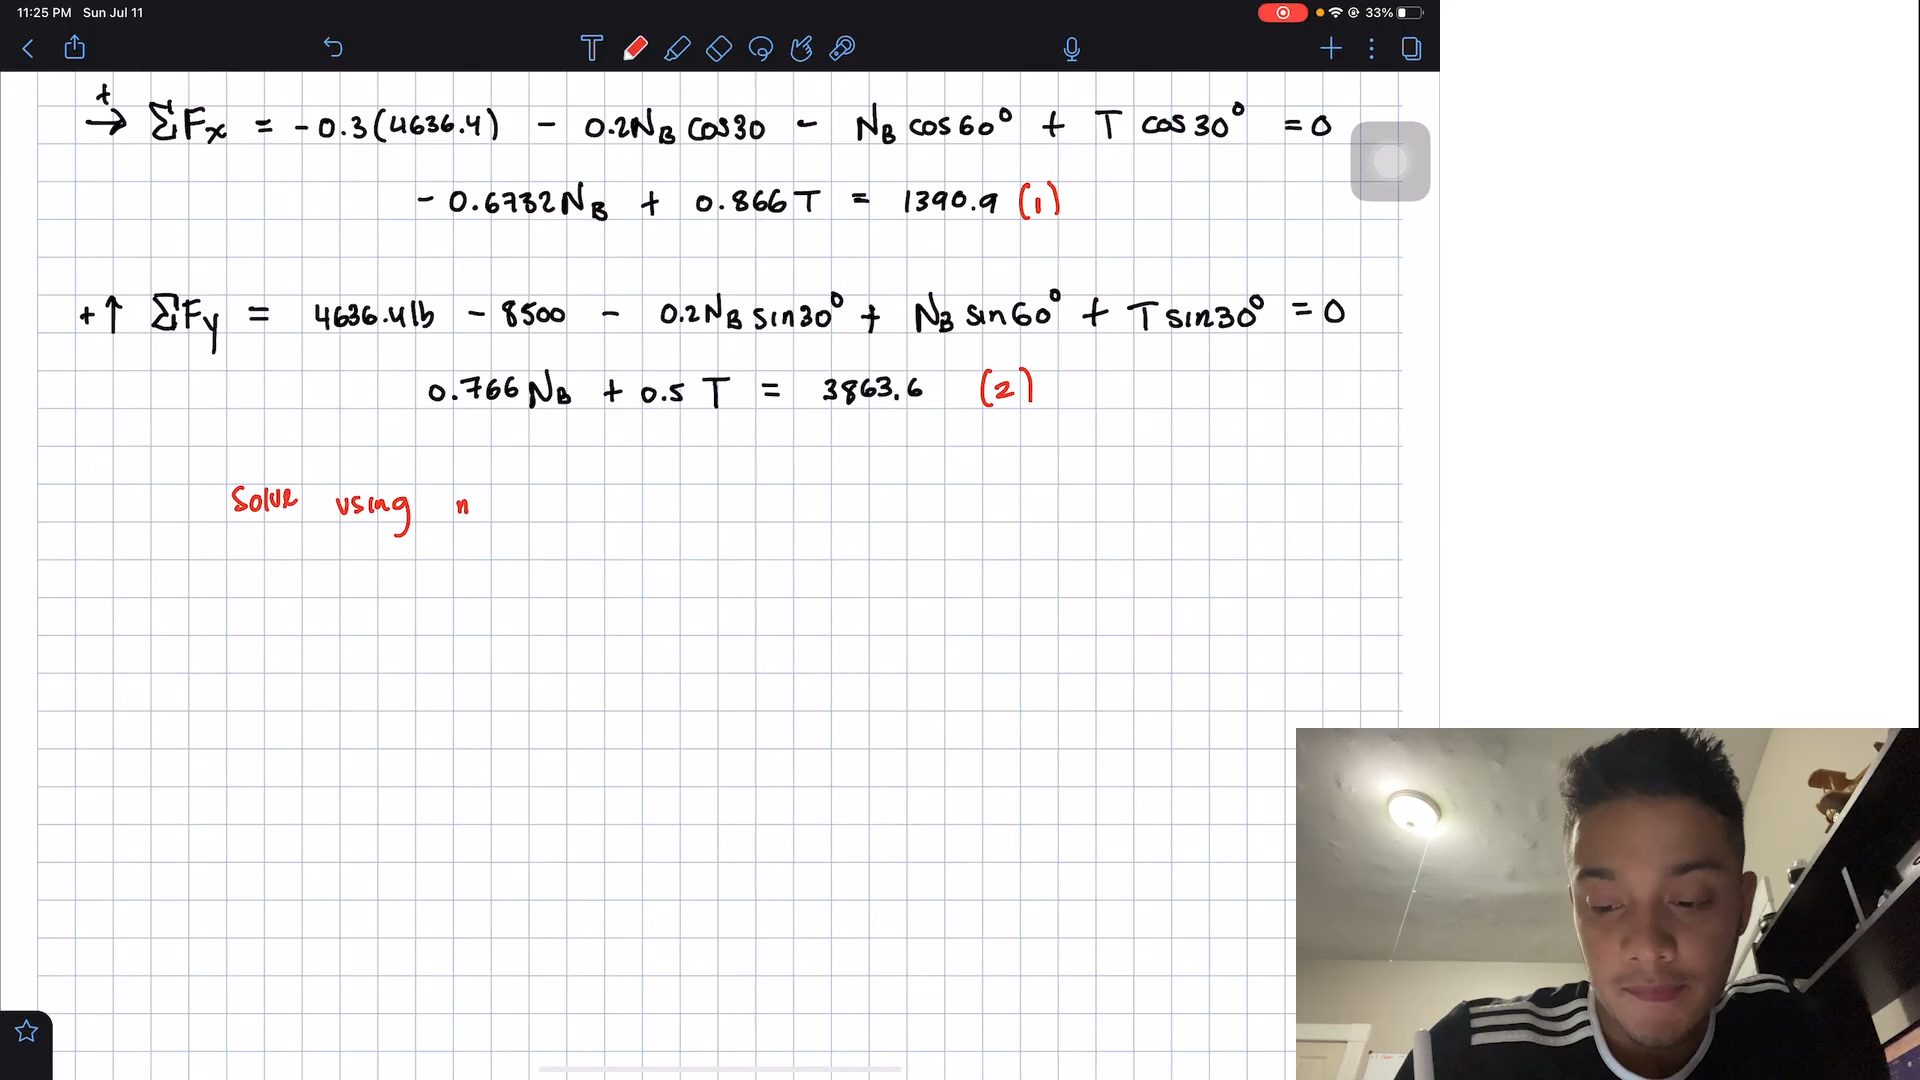 11:25 PM Sun Jul 11 33%
+→ ΣFx = -0.3(4636.4) - 0.2NB cos30 - NB cos60° + T cos30° = 0
-0.6732NB + 0.866T = 1390.9 (1)
+↑ ΣFy = 4636.4lb - 8500 - 0.2NB sin30° + NB sin60° + T sin30° = 0
0.766NB + 0.5 T = 3863.6 (2)
Solve using n